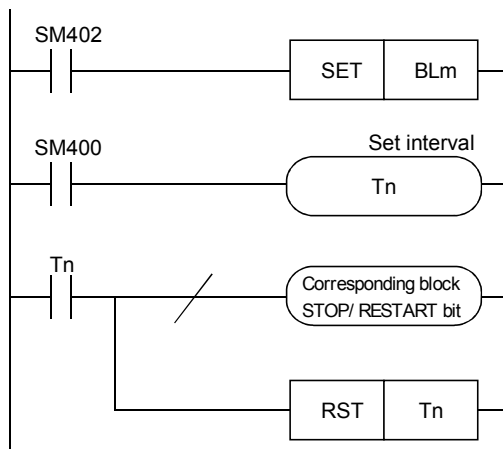 SM402
SET BLm
SM400
Set interval
Tn
Tn
Corresponding block
STOP/ RESTART bit
RST Tn